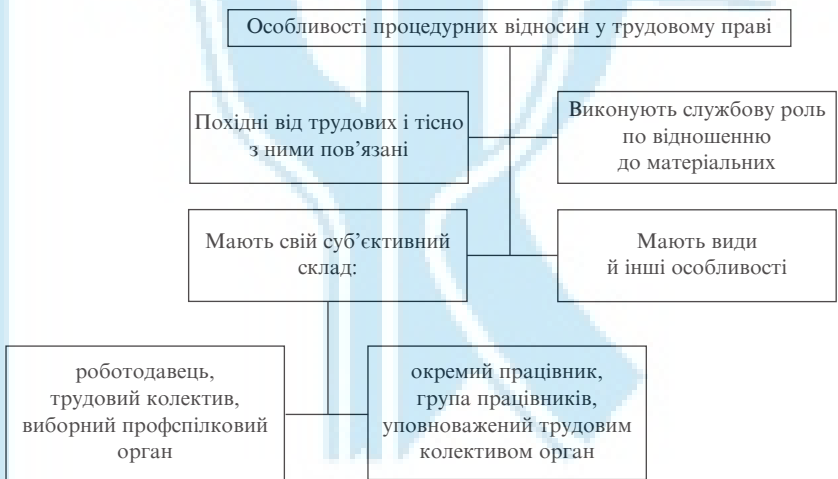 Особливості процедурних відносин у трудовому праві
Похідні від трудових і тісно
з ними пов’язані
Виконують службову роль
по відношенню
до матеріальних
Мають свій суб’єктивний
склад:
Мають види
й інші особливості
роботодавець,
трудовий колектив,
виборний профспілковий
орган
окремий працівник,
група працівників,
уповноважений трудовим
колективом орган